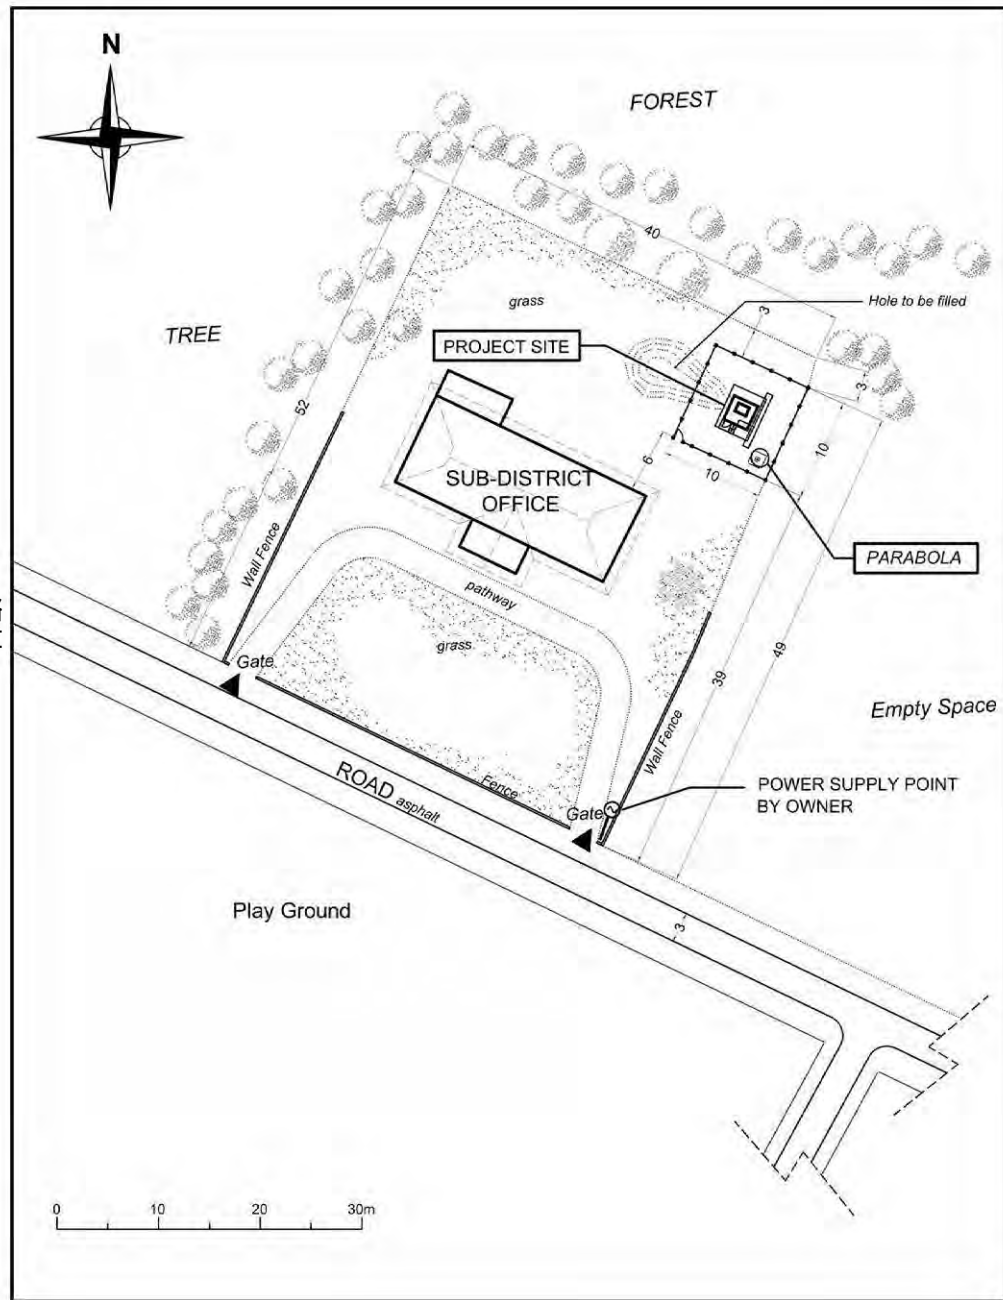 N
FOREST
40
Hole to be filled
grass
3
TREE
PROJECT SITE
3
52
10
6
10
SUB-DISTRICT
OFFICE
PARABOLA
Wall Fence
pathway
grass
Gate
39
49
Empty Space
Wall Fence
ROAD asphalt
Fence
Gate
POWER SUPPLY POINT
BY OWNER
Play Ground
3
0 10 20 30m